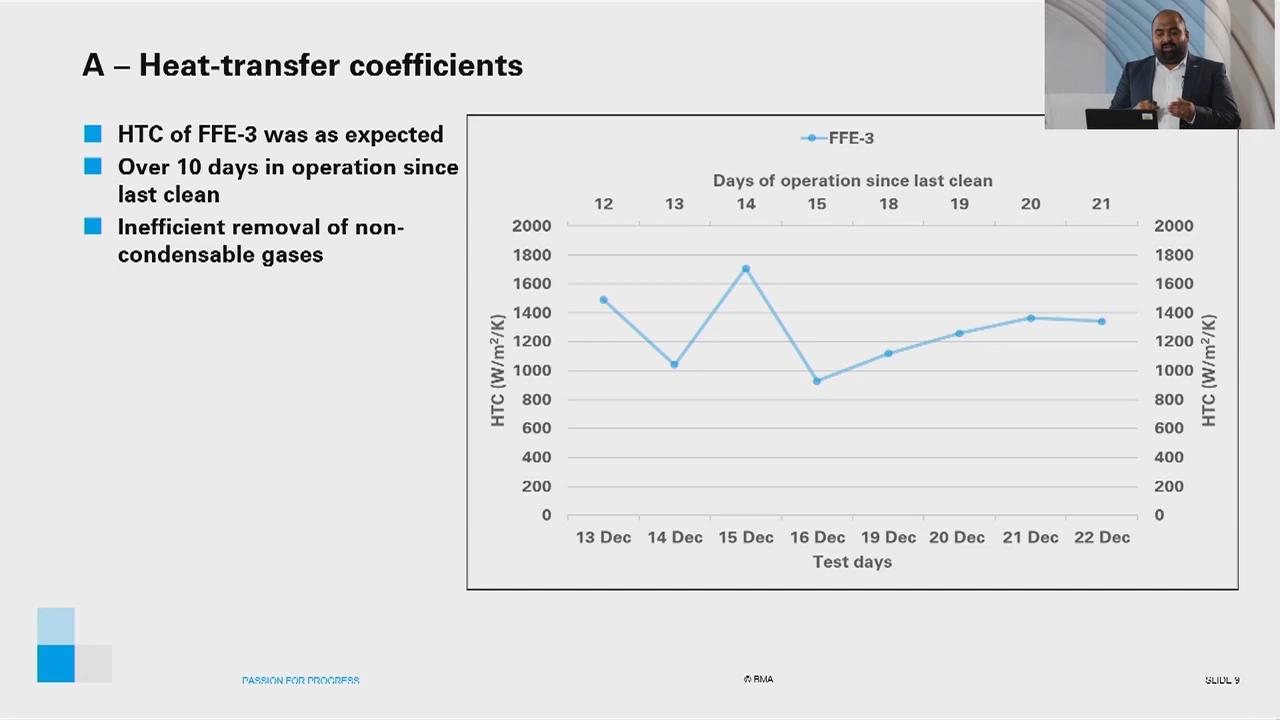 A – Heat-transfer coefficients
HTC of FFE-3 was as expected
Over 10 days in operation since
last clean
Inefficient removal of non-
condensable gases
FFE-3
Days of operation since last clean
12 13 14 15 18 19 20 21
HTC (W/m²/K)
2000 2000
1800 1800
1600 1600
1400 1400
1200 1200
1000 1000
800 800
600 600
400 400
200 200
0 0
HTC (W/m²/K)
13 Dec 14 Dec 15 Dec 16 Dec 19 Dec 20 Dec 21 Dec 22 Dec
Test days
PASSION FOR PROGRESS
© BMA
SLIDE 9